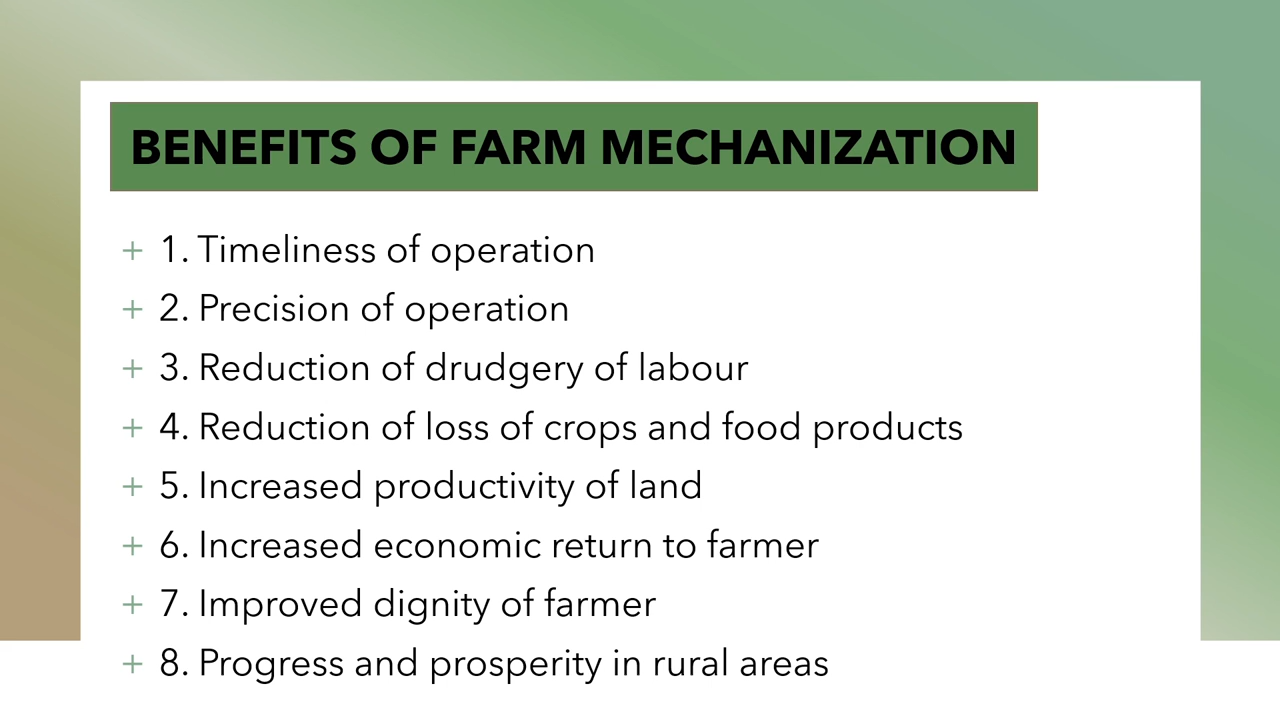 BENEFITS OF FARM MECHANIZATION
+ 1. Timeliness of operation
+ 2. Precision of operation
+ 3. Reduction of drudgery of labour
+ 4. Reduction of loss of crops and food products
+ 5. Increased productivity of land
+ 6. Increased economic return to farmer
+ 7. Improved dignity of farmer
+ 8. Progress and prosperity in rural areas